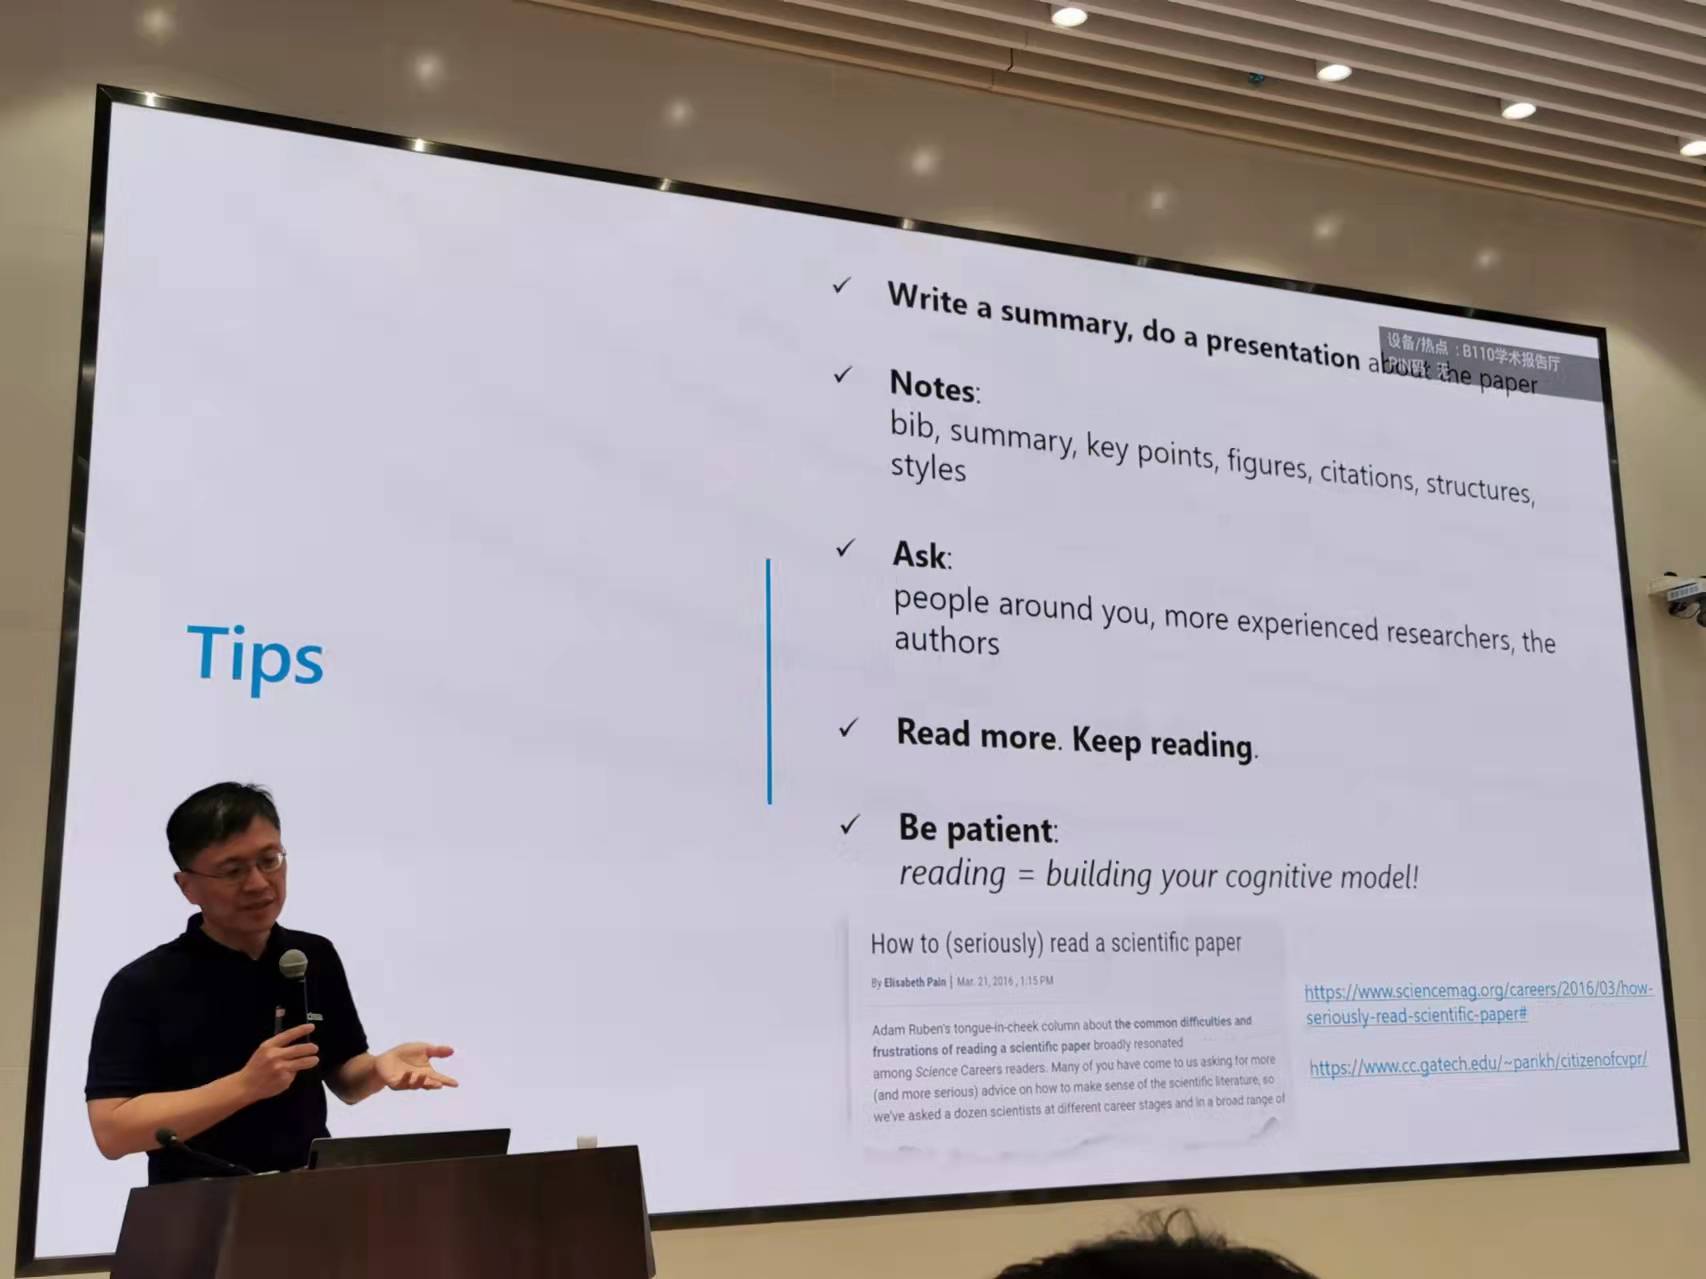 Tips
✓ Write a summary, do a presentation about the paper
设备/热点：B110学术报告厅
PIN码: 无
✓ Notes:
bib, summary, key points, figures, citations, structures,
styles
✓ Ask:
people around you, more experienced researchers, the
authors
✓ Read more. Keep reading.
✓ Be patient:
reading = building your cognitive model!
How to (seriously) read a scientific paper
By Elisabeth Pain | Mar. 21, 2016 , 1:15 PM
Adam Ruben's tongue-in-cheek column about the common difficulties and
frustrations of reading a scientific paper broadly resonated
among Science Careers readers. Many of you have come to us asking for more
(and more serious) advice on how to make sense of the scientific literature, so
we've asked a dozen scientists at different career stages and in a broad range of
https://www.sciencemag.org/careers/2016/03/how-
seriously-read-scientific-paper#
https://www.cc.gatech.edu/~parikh/citizenofcvpr/